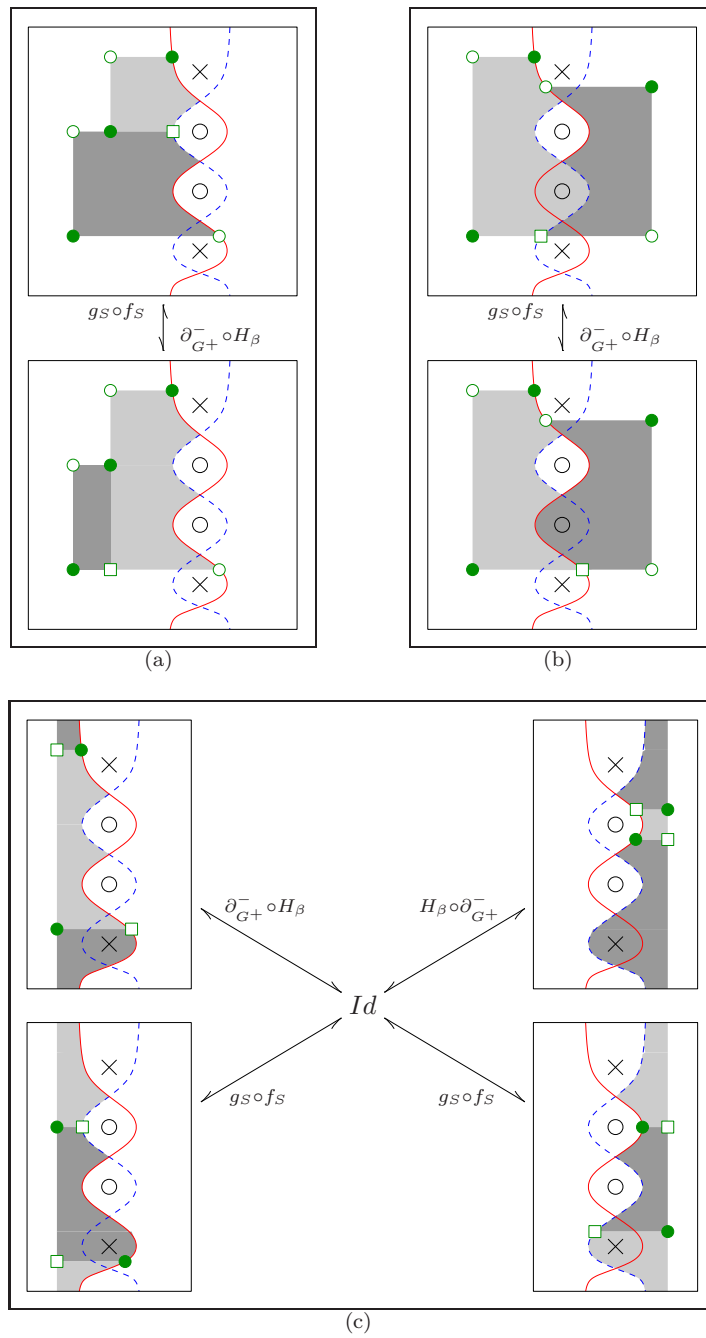 g_S∘f_S
∂^-_{G+}∘H_β
g_S∘f_S
∂^-_{G+}∘H_β
(a)
(b)
∂^-_{G+}∘H_β
H_β∘∂^-_{G+}
Id
g_S∘f_S
g_S∘f_S
(c)